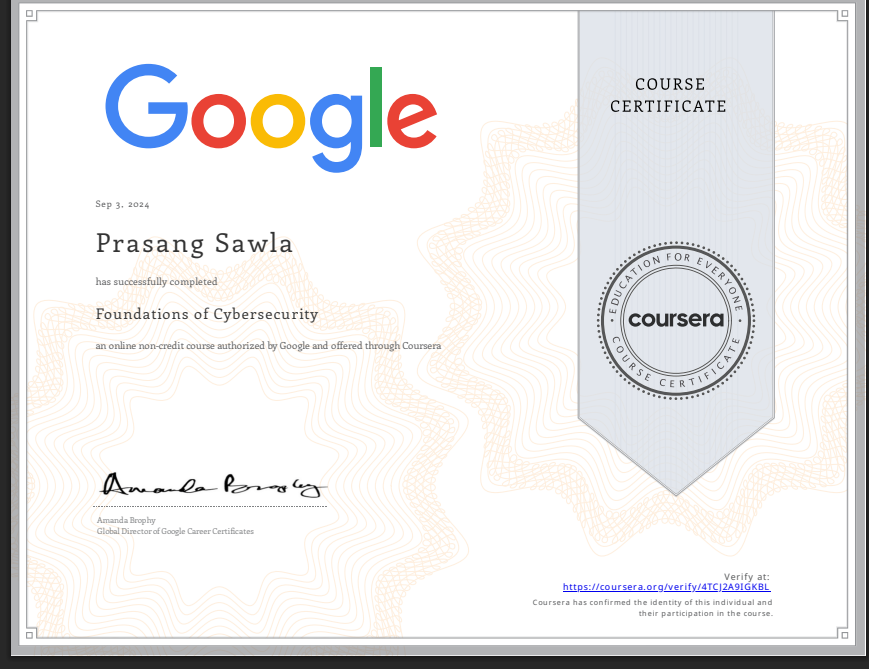 Google
COURSE
CERTIFICATE
Sep 3, 2024
Prasang Sawla
has successfully completed
Foundations of Cybersecurity
an online non-credit course authorized by Google and offered through Coursera
EDUCATION FOR EVERYONE
coursera
COURSE CERTIFICATE
Amanda Brophy
Amanda Brophy
Global Director of Google Career Certificates
Verify at:
https://coursera.org/verify/4TCJ2A9IGKBL
Coursera has confirmed the identity of this individual and
their participation in the course.